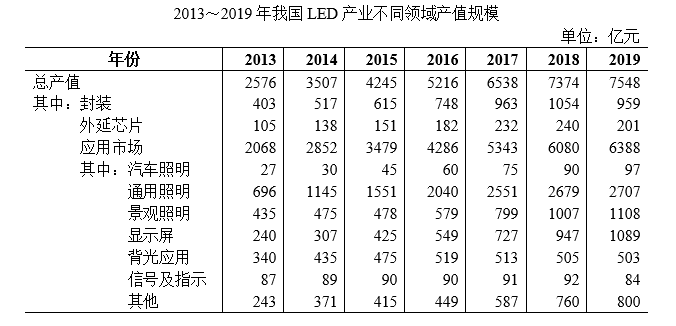 2013～2019 年我国 LED 产业不同领域产值规模
单位：亿元
年份 2013 2014 2015 2016 2017 2018 2019
总产值 2576 3507 4245 5216 6538 7374 7548
其中：封装 403 517 615 748 963 1054 959
外延芯片 105 138 151 182 232 240 201
应用市场 2068 2852 3479 4286 5343 6080 6388
其中：汽车照明 27 30 45 60 75 90 97
通用照明 696 1145 1551 2040 2551 2679 2707
景观照明 435 475 478 579 799 1007 1108
显示屏 240 307 425 549 727 947 1089
背光应用 340 435 475 519 513 505 503
信号及指示 87 89 90 90 91 92 84
其他 243 371 415 449 587 760 800